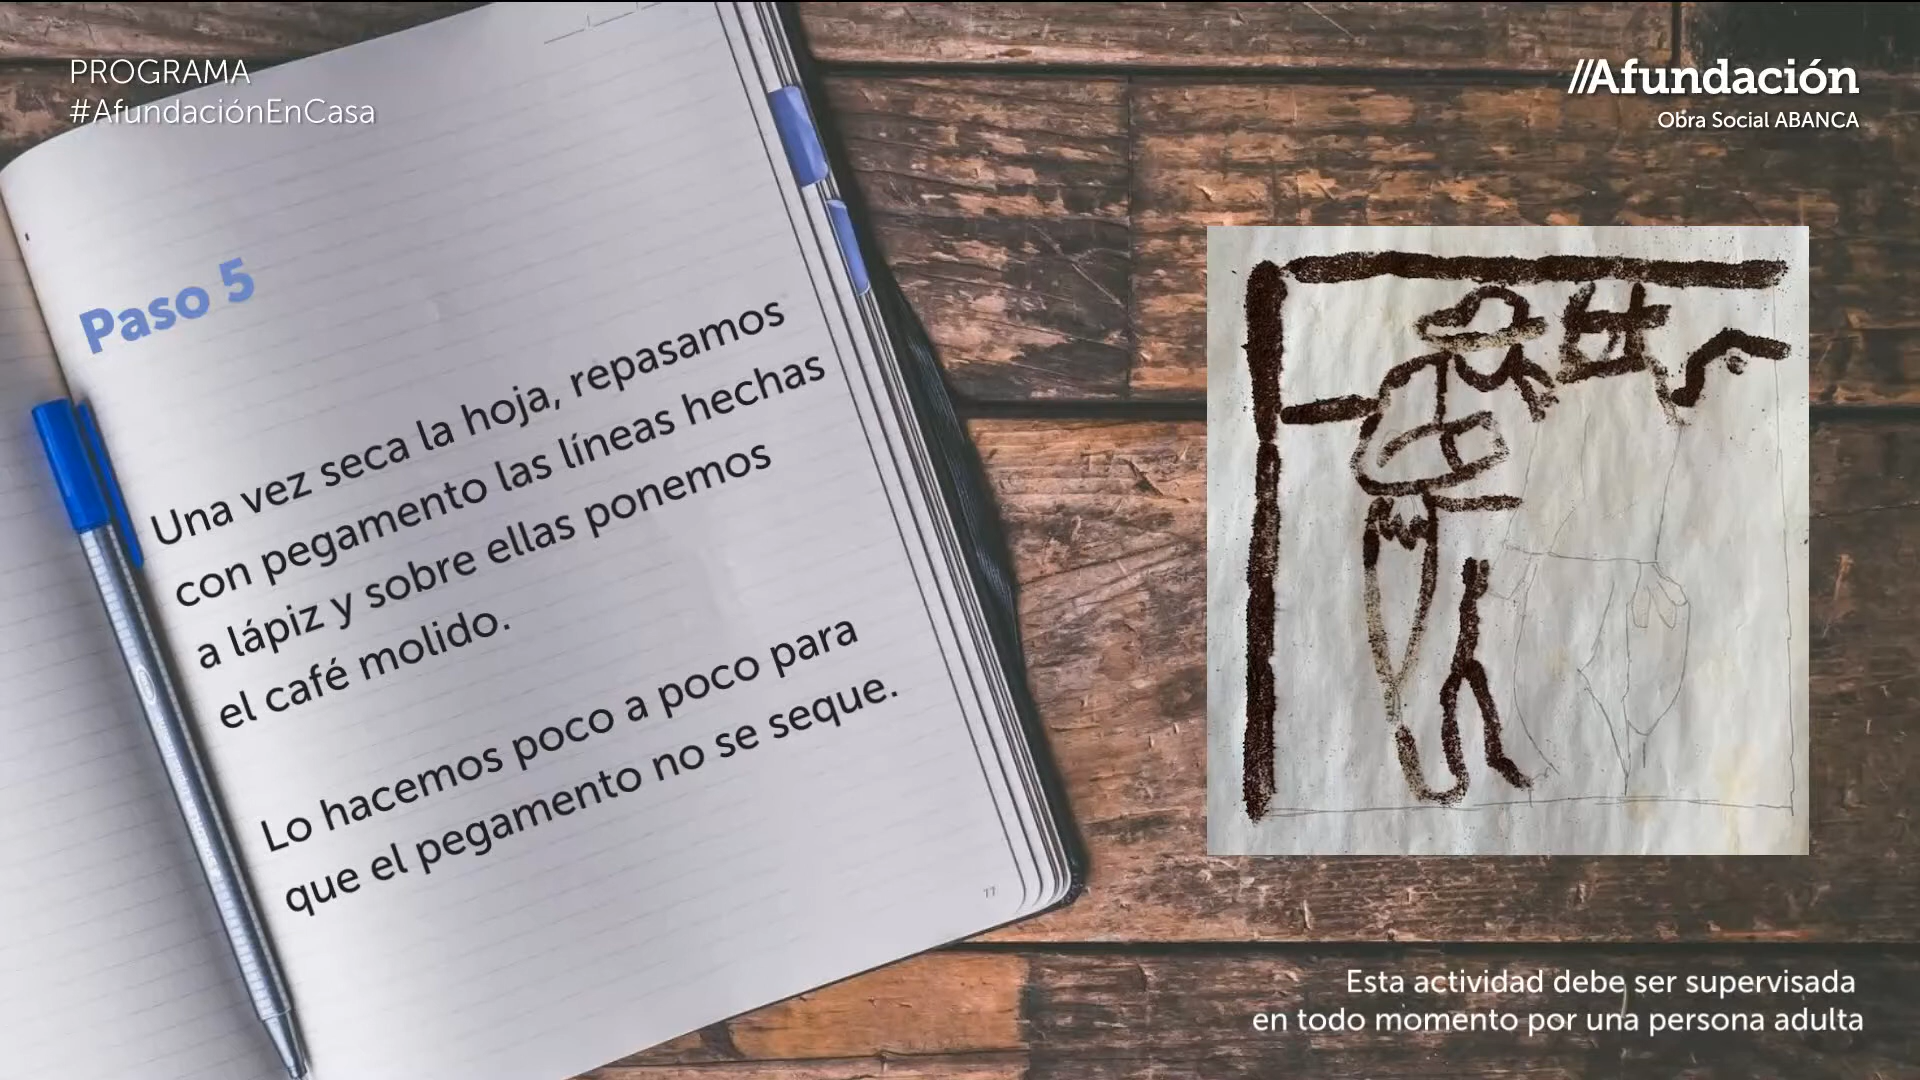 PROGRAMA
#AfundaciónEnCasa
///Afundación
Obra Social ABANCA
Paso 5
Una vez seca la hoja, repasamos
con pegamento las líneas hechas
a lápiz y sobre ellas ponemos
el café molido.
Lo hacemos poco a poco para
que el pegamento no se seque.
77
Esta actividad debe ser supervisada
en todo momento por una persona adulta